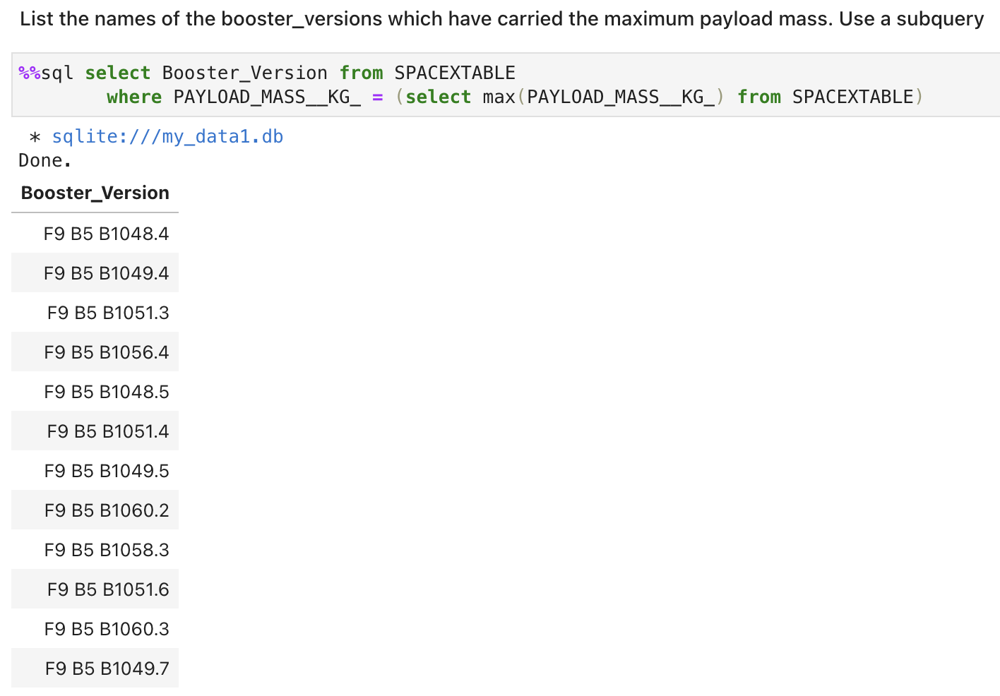 List the names of the booster_versions which have carried the maximum payload mass. Use a subquery
%%sql select Booster_Version from SPACEXTABLE
where PAYLOAD_MASS__KG_ = (select max(PAYLOAD_MASS__KG_) from SPACEXTABLE)
* sqlite:///my_data1.db
Done.
Booster_Version
F9 B5 B1048.4
F9 B5 B1049.4
F9 B5 B1051.3
F9 B5 B1056.4
F9 B5 B1048.5
F9 B5 B1051.4
F9 B5 B1049.5
F9 B5 B1060.2
F9 B5 B1058.3
F9 B5 B1051.6
F9 B5 B1060.3
F9 B5 B1049.7